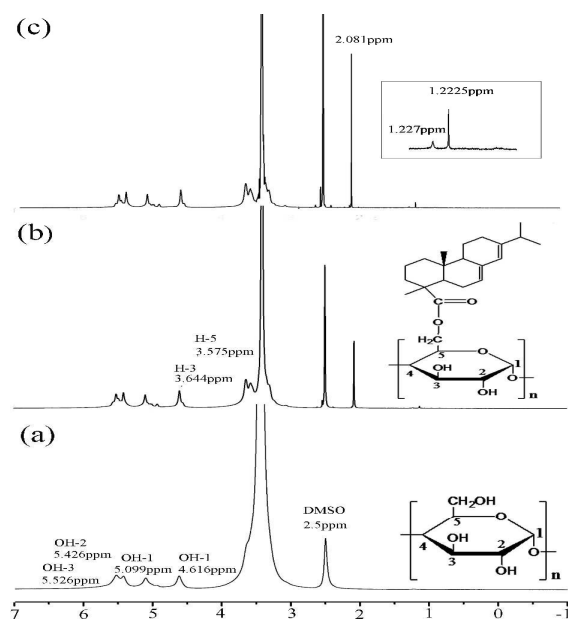 (c)
2.081ppm
1.2225ppm
1.227ppm
(b)
H-5
3.575ppm
H-3
3.644ppm
C=O
O
H2C
5
O
4
OH
3
2
1
OH
O
n
(a)
DMSO
2.5ppm
OH-2
5.426ppm
OH-1
5.099ppm
OH-1
4.616ppm
OH-3
5.526ppm
CH2OH
5
O
4
OH
3
2
1
OH
O
n
7 6 5 4 3 2 1 0 -1